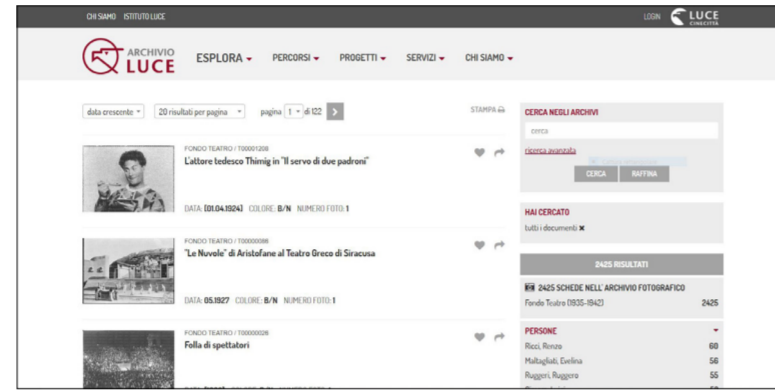 CHI SIAMO ISTITUTO LUCE
LOGIN LUCE
CINECITTÀ
ARCHIVIO
LUCE
ESPLORA PERCORSI PROGETTI SERVIZI CHI SIAMO
data crescente 20 risultati per pagina pagina 1 di 122 STAMPA
FONDO TEATRO / T00001208
L'attore tedesco Thimig in "Il servo di due padroni"
DATA: [01.04.1924] COLORE: B/N NUMERO FOTO: 1
FONDO TEATRO / T00000086
"Le Nuvole" di Aristofane al Teatro Greco di Siracusa
DATA: 05.1927 COLORE: B/N NUMERO FOTO: 1
FONDO TEATRO / T00000026
Folla di spettatori
CERCA NEGLI ARCHIVI
cerca
ricerca avanzata
CERCA RAFFINA
HAI CERCATO
tutti i documenti ✖
2425 RISULTATI
2425 SCHEDE NELL' ARCHIVIO FOTOGRAFICO
Fondo Teatro (1935-1942) 2425
PERSONE
Ricci, Renzo 60
Maltagliati, Evelina 56
Ruggeri, Ruggero 55